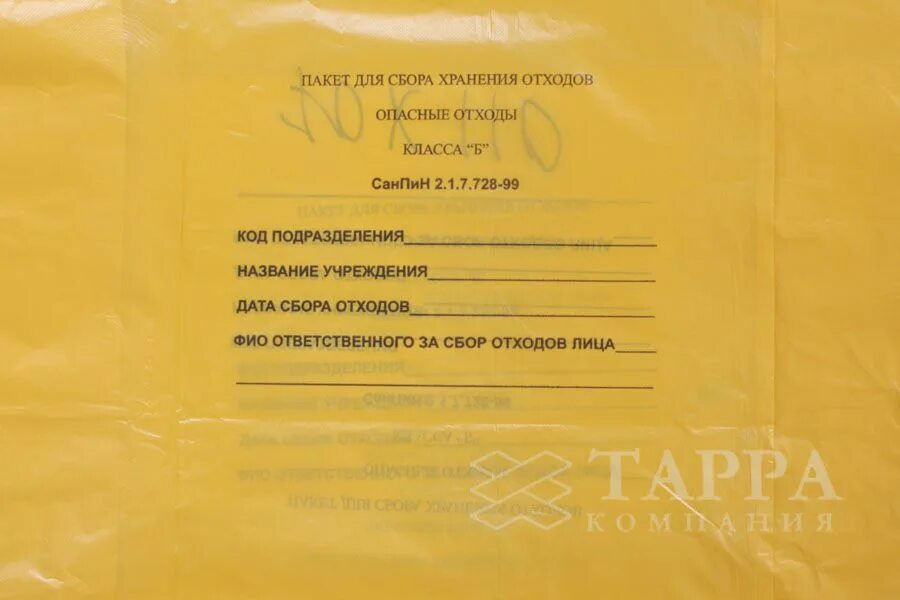 ПАКЕТ ДЛЯ СБОРА ХРАНЕНИЯ ОТХОДОВ
ОПАСНЫЕ ОТХОДЫ
КЛАССА “Б”
СанПиН 2.1.7.728-99
КОД ПОДРАЗДЕЛЕНИЯ
НАЗВАНИЕ УЧРЕЖДЕНИЯ
ДАТА СБОРА ОТХОДОВ
ФИО ОТВЕТСТВЕННОГО ЗА СБОР ОТХОДОВ ЛИЦА
ТАРРА
КОМПАНИЯ